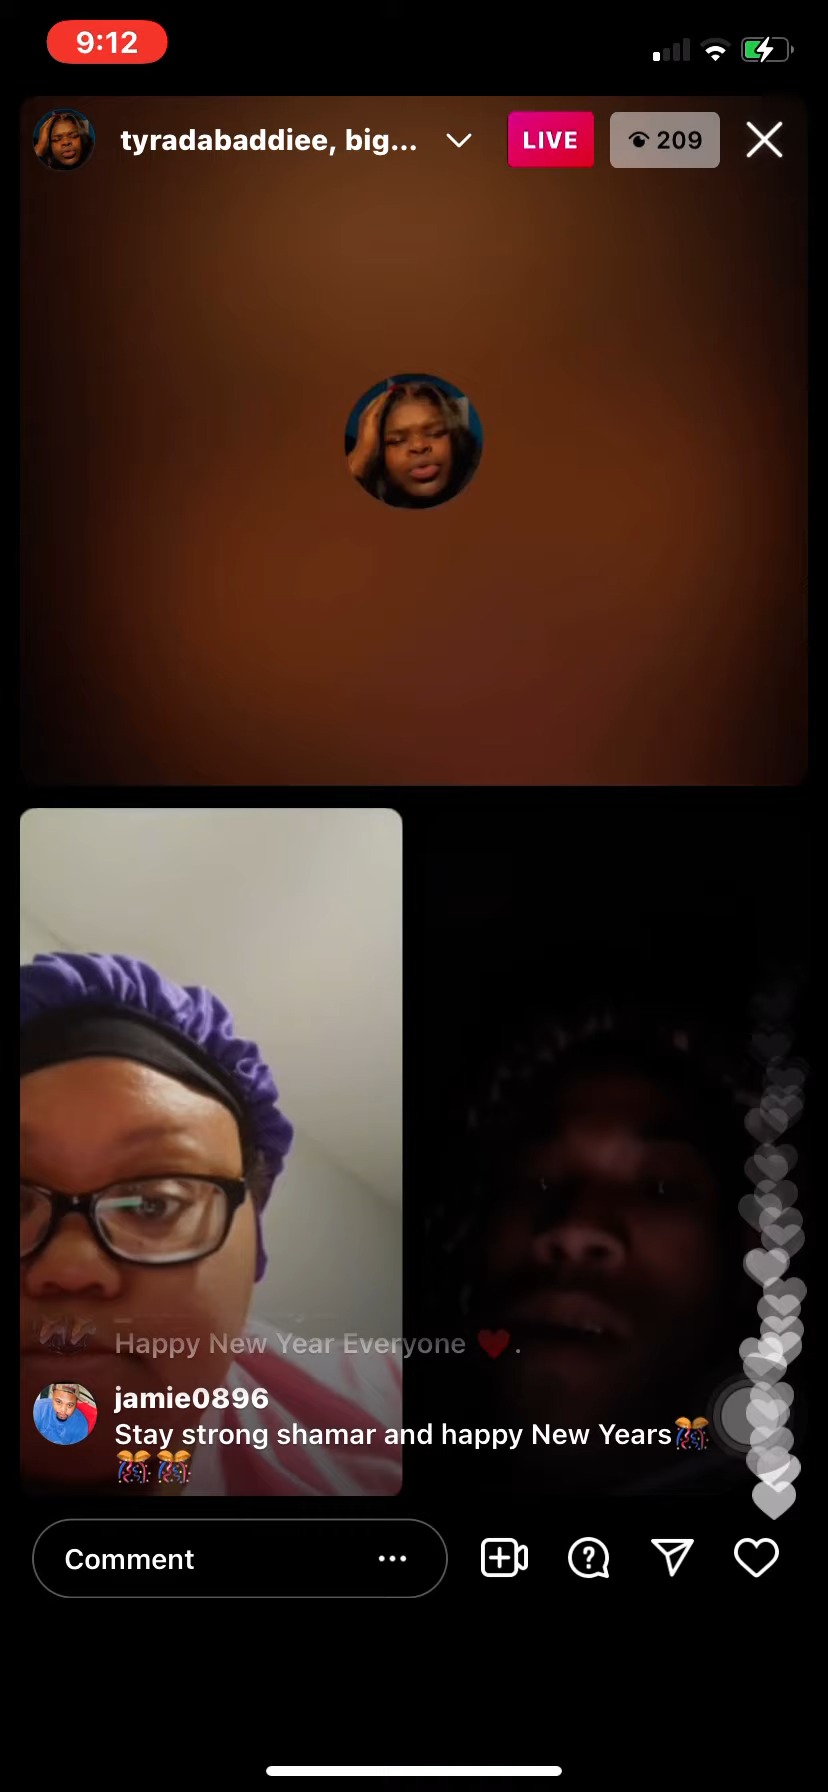 9:12
tyradabaddiee, big...
LIVE
209
Happy New Year Everyone ❤️.
jamie0896
Stay strong shamar and happy New Years🎊
🎊🎊
Comment